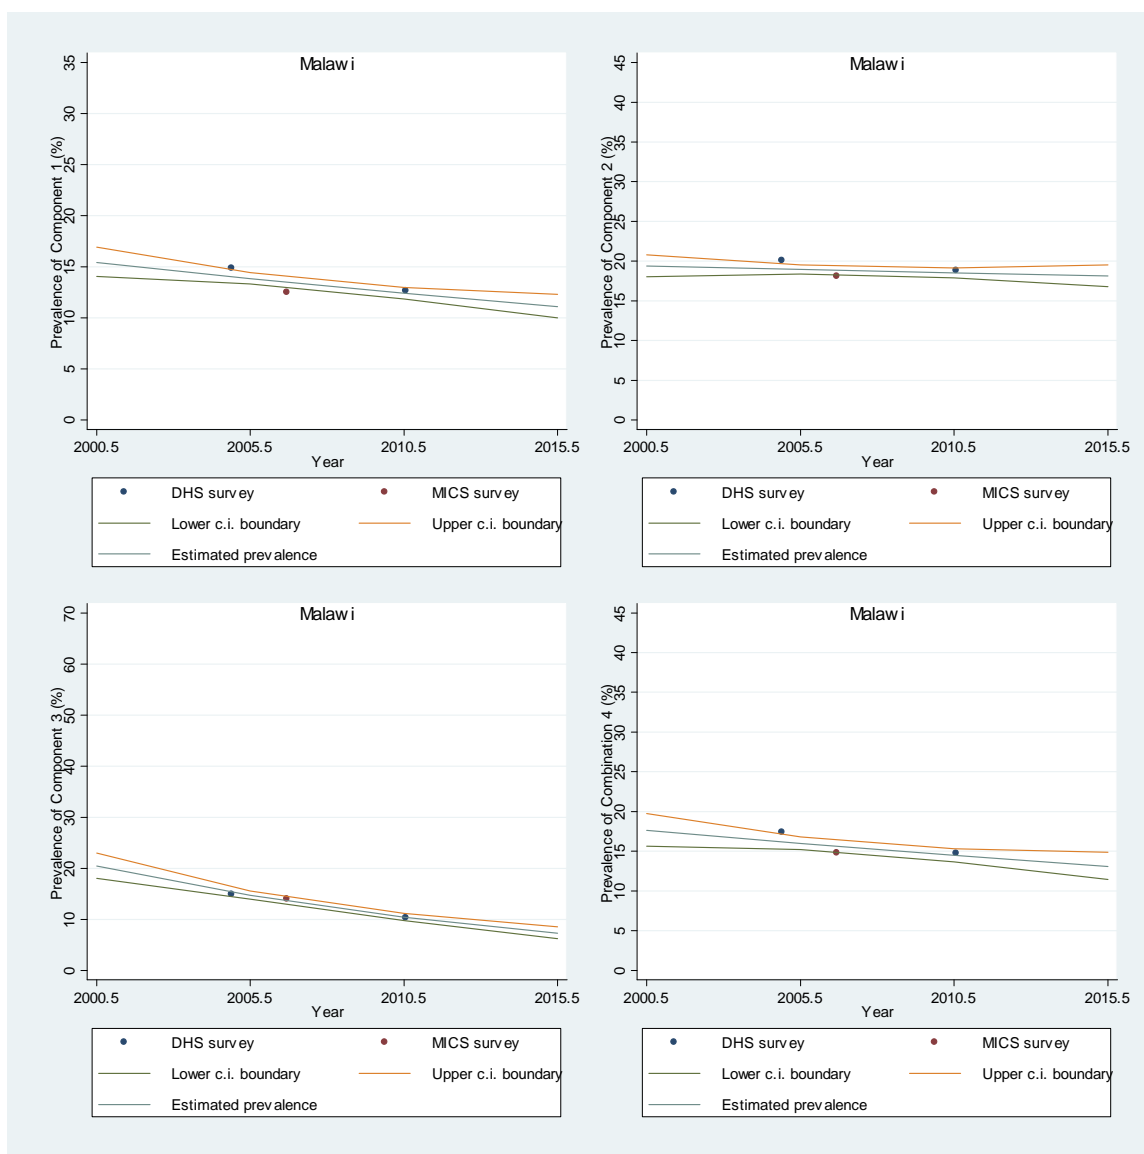 Malawi
Prevalence of Component 1 (%)
35
30
25
20
15
10
5
0
2000.5 2005.5 2010.5 2015.5
Year
DHS survey MICS survey
Lower c.i. boundary Upper c.i. boundary
Estimated prevalence
Malawi
Prevalence of Component 2 (%)
45
40
35
30
25
20
15
10
5
0
2000.5 2005.5 2010.5 2015.5
Year
DHS survey MICS survey
Lower c.i. boundary Upper c.i. boundary
Estimated prevalence
Malawi
Prevalence of Component 3 (%)
70
60
50
40
30
20
10
0
2000.5 2005.5 2010.5 2015.5
Year
DHS survey MICS survey
Lower c.i. boundary Upper c.i. boundary
Estimated prevalence
Malawi
Prevalence of Combination 4 (%)
45
40
35
30
25
20
15
10
5
0
2000.5 2005.5 2010.5 2015.5
Year
DHS survey MICS survey
Lower c.i. boundary Upper c.i. boundary
Estimated prevalence